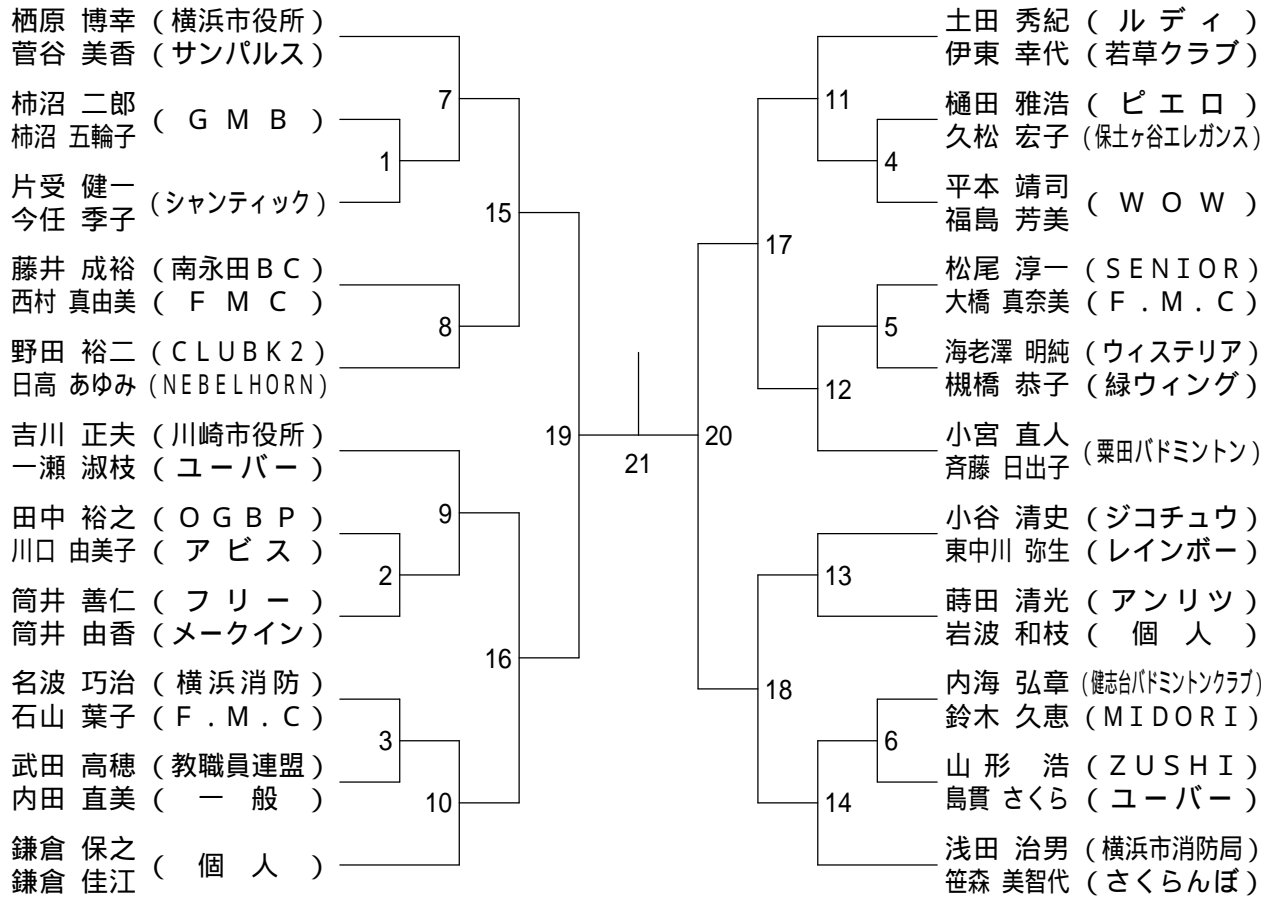 栖原 博幸 (横浜市役所)
菅谷 美香 (サンパルス)
柿沼 二郎
柿沼 五輪子
( G M B )
片受 健一
今任 季子
(シャンティック)
藤井 成裕 (南永田BC)
西村 真由美 ( F M C )
野田 裕二 (CLUBK2)
日高 あゆみ (NEBELHORN)
吉川 正夫 (川崎市役所)
一瀬 淑枝 (ユーバー)
田中 裕之 (OGBP)
川口 由美子 (アビス)
筒井 善仁 (フリー)
筒井 由香 (メークイン)
名波 巧治 (横浜消防)
石山 葉子 (F.M.C)
武田 高穂 (教職員連盟)
内田 直美 (一 般)
鎌倉 保之
鎌倉 佳江
( 個 人 )
1
2
3
7
8
9
10
15
16
19
21
20
17
18
11
12
13
14
4
5
6
土田 秀紀 (ルディ)
伊東 幸代 (若草クラブ)
樋田 雅浩 (ピエロ)
久松 宏子 (保土ヶ谷エレガンス)
平本 靖司
福島 芳美
( W O W )
松尾 淳一 (SENIOR)
大橋 真奈美 (F.M.C)
海老澤 明純 (ウィステリア)
槻橋 恭子 (緑ウィング)
小宮 直人
斉藤 日出子
(粟田バドミントン)
小谷 清史 (ジコチュウ)
東中川 弥生 (レインボー)
蒔田 清光 (アンリツ)
岩波 和枝 ( 個 人 )
内海 弘章 (健志台バドミントンクラブ)
鈴木 久恵 (MIDORI)
山形 浩 (ZUSHI)
島貫 さくら (ユーバー)
浅田 治男 (横浜市消防局)
笹森 美智代 (さくらんぼ)